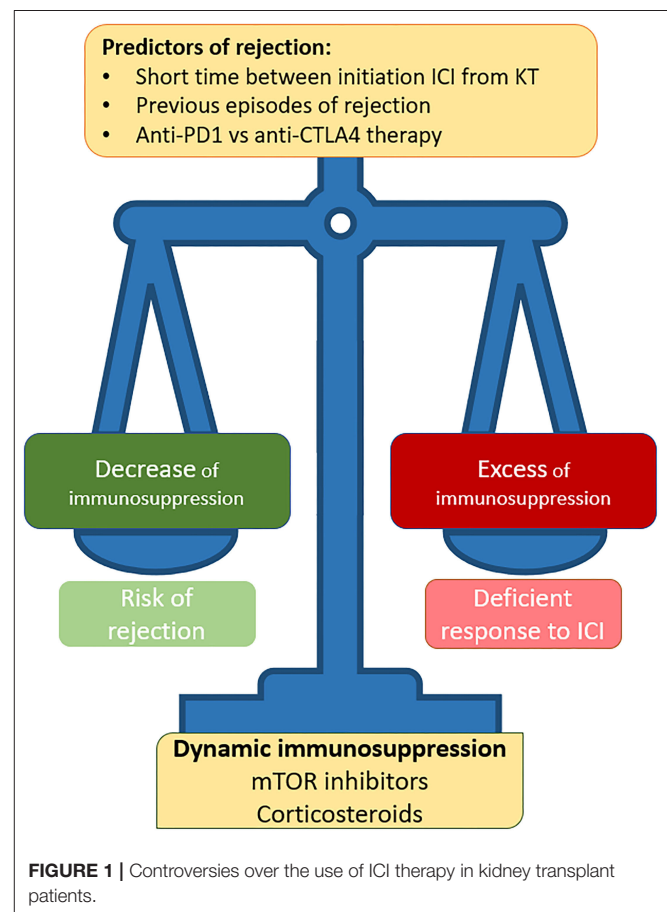 Predictors of rejection:
• Short time between initiation ICI from KT
• Previous episodes of rejection
• Anti-PD1 vs anti-CTLA4 therapy
Decrease of
immunosuppression
Excess of
immunosuppression
Risk of
rejection
Deficient
response to ICI
Dynamic immunosuppression
mTOR inhibitors
Corticosteroids
FIGURE 1 | Controversies over the use of ICI therapy in kidney transplant
patients.